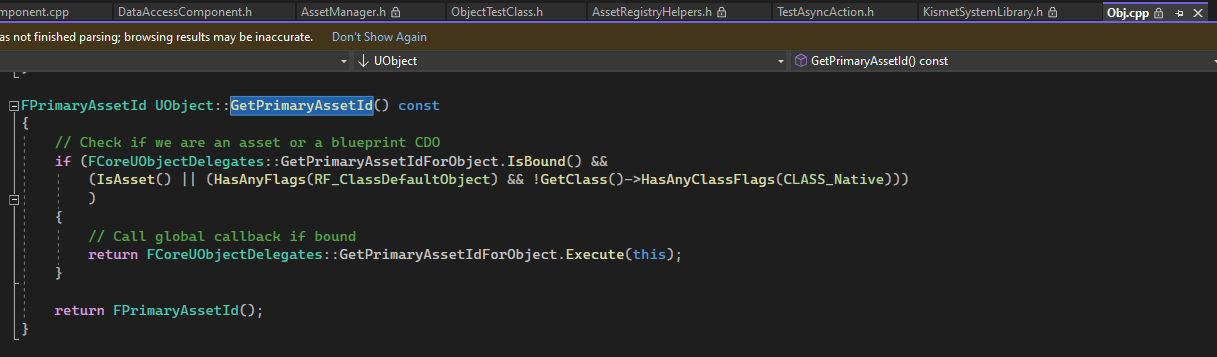 mponent.cpp DataAccessComponent.h AssetManager.h ObjectTestClass.h AssetRegistryHelpers.h TestAsyncAction.h KismetSystemLibrary.h Obj.cpp
as not finished parsing; browsing results may be inaccurate. Don't Show Again
UObject GetPrimaryAssetId() const
FPrimaryAssetId UObject::GetPrimaryAssetId() const
{
// Check if we are an asset or a blueprint CDO
if (FCoreUObjectDelegates::GetPrimaryAssetIdForObject.IsBound() &&
(IsAsset() || (HasAnyFlags(RF_ClassDefaultObject) && !GetClass()->HasAnyClassFlags(CLASS_Native)))
)
{
// Call global callback if bound
return FCoreUObjectDelegates::GetPrimaryAssetIdForObject.Execute(this);
}
return FPrimaryAssetId();
}